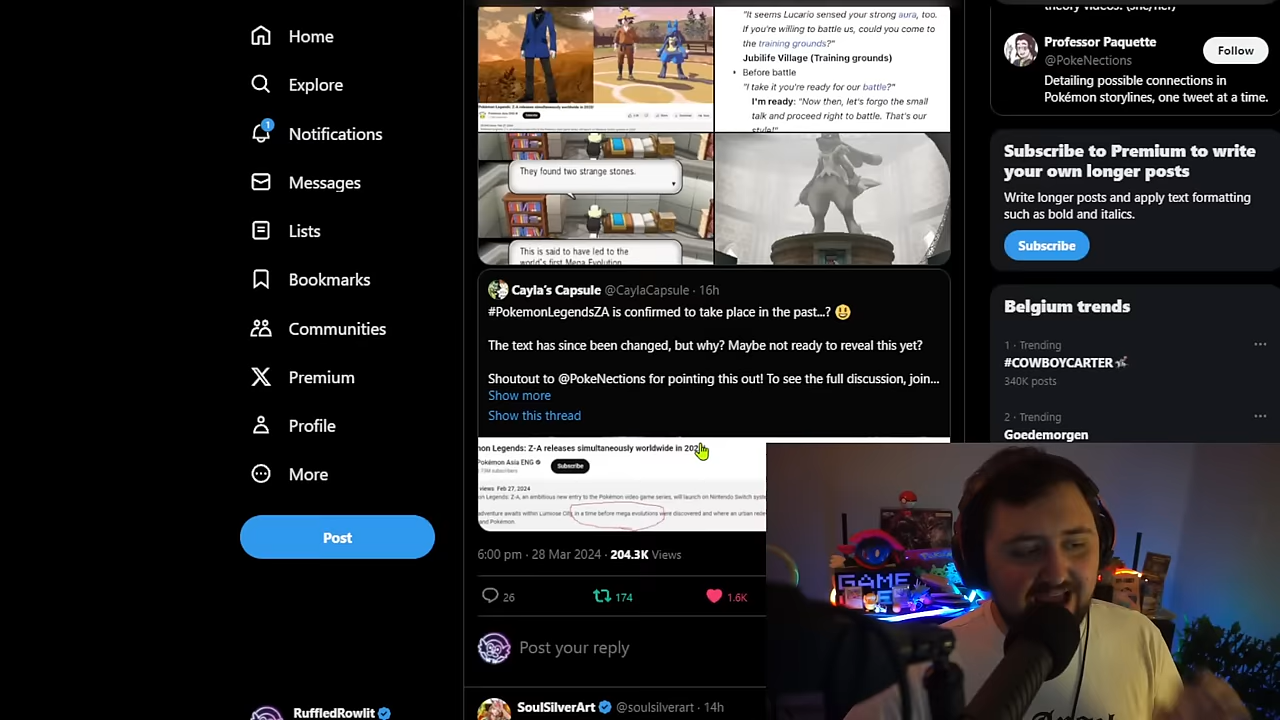 Home
Explore
1
Notifications
Messages
Lists
Bookmarks
Communities
Premium
Profile
More
Post
RuffledRowlit
"It seems Lucario sensed your strong aura, too.
If you're willing to battle us, could you come to
the training grounds?"
Jubilife Village (Training grounds)
• Before battle
"I take it you're ready for our battle?"
I'm ready: "Now then, let's forgo the small
talk and proceed right to battle. That's our
style!"
They found two strange stones.
This is said to have led to the
world's first Mega Evolution
Cayla's Capsule @CaylaCapsule · 16h
#PokemonLegendsZA is confirmed to take place in the past...? 😃
The text has since been changed, but why? Maybe not ready to reveal this yet?
Shoutout to @PokeNections for pointing this out! To see the full discussion, join...
Show more
Show this thread
on Legends: Z-A releases simultaneously worldwide in 202
Pokémon Asia ENG
Subscribe
views Feb 27, 2024
on Legends: Z-A, an ambitious new entry to the Pokémon video game series, will launch on Nintendo Switch
adventure awaits within Lumiose City, in a time before mega evolutions were discovered and where an urban
and Pokémon.
6:00 pm · 28 Mar 2024 · 204.3K Views
26
174
1.6K
Post your reply
SoulSilverArt @soulsilverart · 14h
Professor Paquette
@PokeNections
Follow
Detailing possible connections in
Pokémon storylines, one post at a time.
Subscribe to Premium to write
your own longer posts
Write longer posts and apply text formatting
such as bold and italics.
Subscribe
Belgium trends
1 · Trending
#COWBOYCARTER
340K posts
2 · Trending
Goedemorgen
GAME